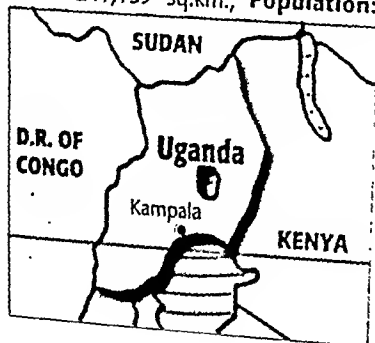 sq.km., Population:
SUDAN
D.R. OF
CONGO
Uganda
Kampala
KENYA